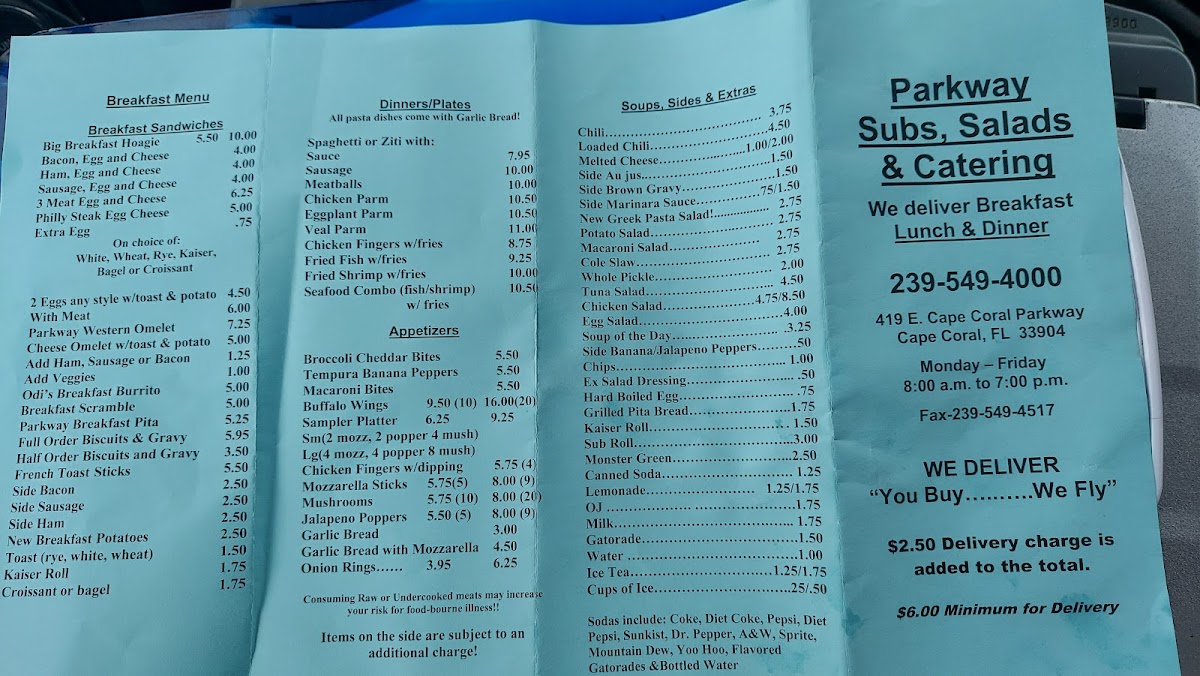 Breakfast Menu
Breakfast Sandwiches
Big Breakfast Hoagie 5.50 10.00
Bacon, Egg and Cheese 4.00
Ham, Egg and Cheese 4.00
Sausage, Egg and Cheese 4.00
3 Meat Egg and Cheese 6.25
Philly Steak Egg Cheese 5.00
Extra Egg .75
On choice of:
White, Wheat, Rye, Kaiser,
Bagel or Croissant
2 Eggs any style w/toast & potato 4.50
With Meat 6.00
Parkway Western Omelet 7.25
Cheese Omelet w/toast & potato 5.00
Add Ham, Sausage or Bacon 1.25
Add Veggies 1.00
Odi's Breakfast Burrito 5.00
Breakfast Scramble 5.00
Parkway Breakfast Pita 5.25
Full Order Biscuits & Gravy 5.95
Half Order Biscuits and Gravy 3.50
French Toast Sticks 5.50
Side Bacon 2.50
Side Sausage 2.50
Side Ham 2.50
New Breakfast Potatoes 2.50
Toast (rye, white, wheat) 1.50
Kaiser Roll 1.75
Croissant or bagel 1.75
Dinners/Plates
All pasta dishes come with Garlic Bread!
Spaghetti or Ziti with:
Sauce 7.95
Sausage 10.00
Meatballs 10.00
Chicken Parm 10.50
Eggplant Parm 10.50
Veal Parm 11.00
Chicken Fingers w/fries 8.75
Fried Fish w/fries 9.25
Fried Shrimp w/fries 10.00
Seafood Combo (fish/shrimp) 10.50
w/ fries
Appetizers
Broccoli Cheddar Bites 5.50
Tempura Banana Peppers 5.50
Macaroni Bites 5.50
Buffalo Wings 9.50 (10) 16.00(20)
Sampler Platter 6.25 9.25
Sm(2 mozz, 2 popper 4 mush)
Lg(4 mozz, 4 popper 8 mush)
Chicken Fingers w/dipping 5.75 (4)
Mozzarella Sticks 5.75(5) 8.00 (9)
Mushrooms 5.75 (10) 8.00 (20)
Jalapeno Poppers 5.50 (5) 8.00 (9)
Garlic Bread 3.00
Garlic Bread with Mozzarella 4.50
Onion Rings...... 3.95 6.25
Consuming Raw or Undercooked meats may increase
your risk for food-bourne illness!!
Items on the side are subject to an
additional charge!
Soups, Sides & Extras
Chili........................................ 3.75
Loaded Chili..............................4.50
Melted Cheese......................1.00/2.00
Side Au jus...............................1.50
Side Brown Gravy........................1.50
Side Marinara Sauce................75/1.50
New Greek Pasta Salad!.................. 2.75
Potato Salad.............................. 2.75
Macaroni Salad........................... 2.75
Cole Slaw................................. 2.75
Whole Pickle.............................. 2.00
Tuna Salad................................ 4.50
Chicken Salad.......................4.75/8.50
Egg Salad.................................4.00
Soup of the Day...........................3.25
Side Banana/Jalapeno Peppers.........50
Chips...................................... 1.00
Ex Salad Dressing..........................50
Hard Boiled Egg............................75
Grilled Pita Bread........................1.75
Kaiser Roll................................ 1.50
Sub Roll...................................3.00
Monster Green............................2.50
Canned Soda.............................. 1.25
Lemonade........................... 1.25/1.75
OJ .........................................1.75
Milk....................................... 1.75
Gatorade..................................1.50
Water .....................................1.00
Ice Tea.................................1.25/1.75
Cups of Ice............................25/.50
Sodas include: Coke, Diet Coke, Pepsi, Diet
Pepsi, Sunkist, Dr. Pepper, A&W, Sprite,
Mountain Dew, Yoo Hoo, Flavored
Gatorades &Bottled Water
Parkway
Subs, Salads
& Catering
We deliver Breakfast
Lunch & Dinner
239-549-4000
419 E. Cape Coral Parkway
Cape Coral, FL 33904
Monday – Friday
8:00 a.m. to 7:00 p.m.
Fax-239-549-4517
WE DELIVER
“You Buy……….We Fly”
$2.50 Delivery charge is
added to the total.
$6.00 Minimum for Delivery